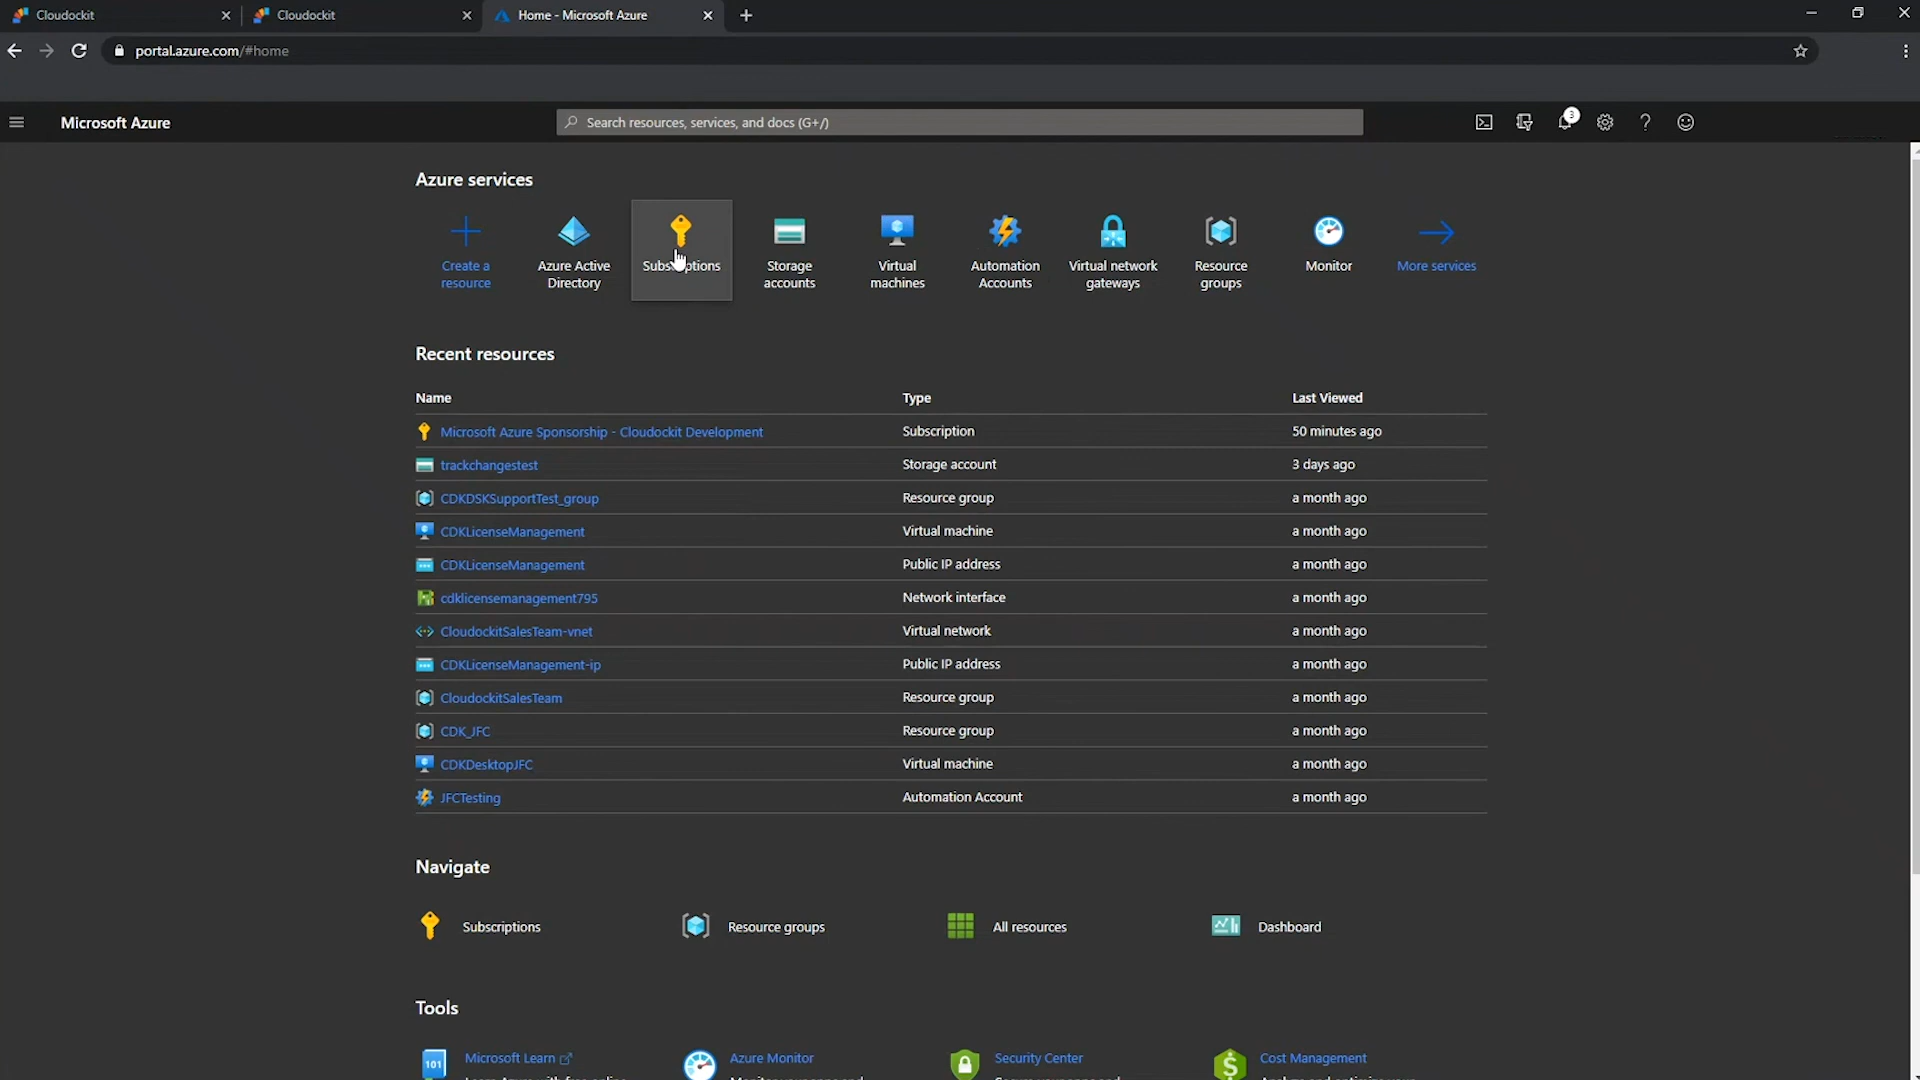 Cloudockit
Cloudockit
Home - Microsoft Azure
portal.azure.com/#home
Microsoft Azure
Search resources, services, and docs (G+/)
3
Azure services
Create a
resource
Azure Active
Directory
Storage
accounts
Virtual
machines
Automation
Accounts
Virtual network
gateways
Resource
groups
Monitor
More services
Recent resources
Name Type Last Viewed
Microsoft Azure Sponsorship - Cloudockit Development Subscription 50 minutes ago
trackchangestest Storage account 3 days ago
CDKDSKSupportTest_group Resource group a month ago
CDKLicenseManagement Virtual machine a month ago
CDKLicenseManagement Public IP address a month ago
cdklicensemanagement795 Network interface a month ago
CloudockitSalesTeam-vnet Virtual network a month ago
CDKLicenseManagement-ip Public IP address a month ago
CloudockitSalesTeam Resource group a month ago
CDK_JFC Resource group a month ago
CDKDesktopJFC Virtual machine a month ago
JFCTesting Automation Account a month ago
Navigate
Subscriptions Resource groups All resources Dashboard
Tools
101
Microsoft Learn Azure Monitor Security Center Cost Management